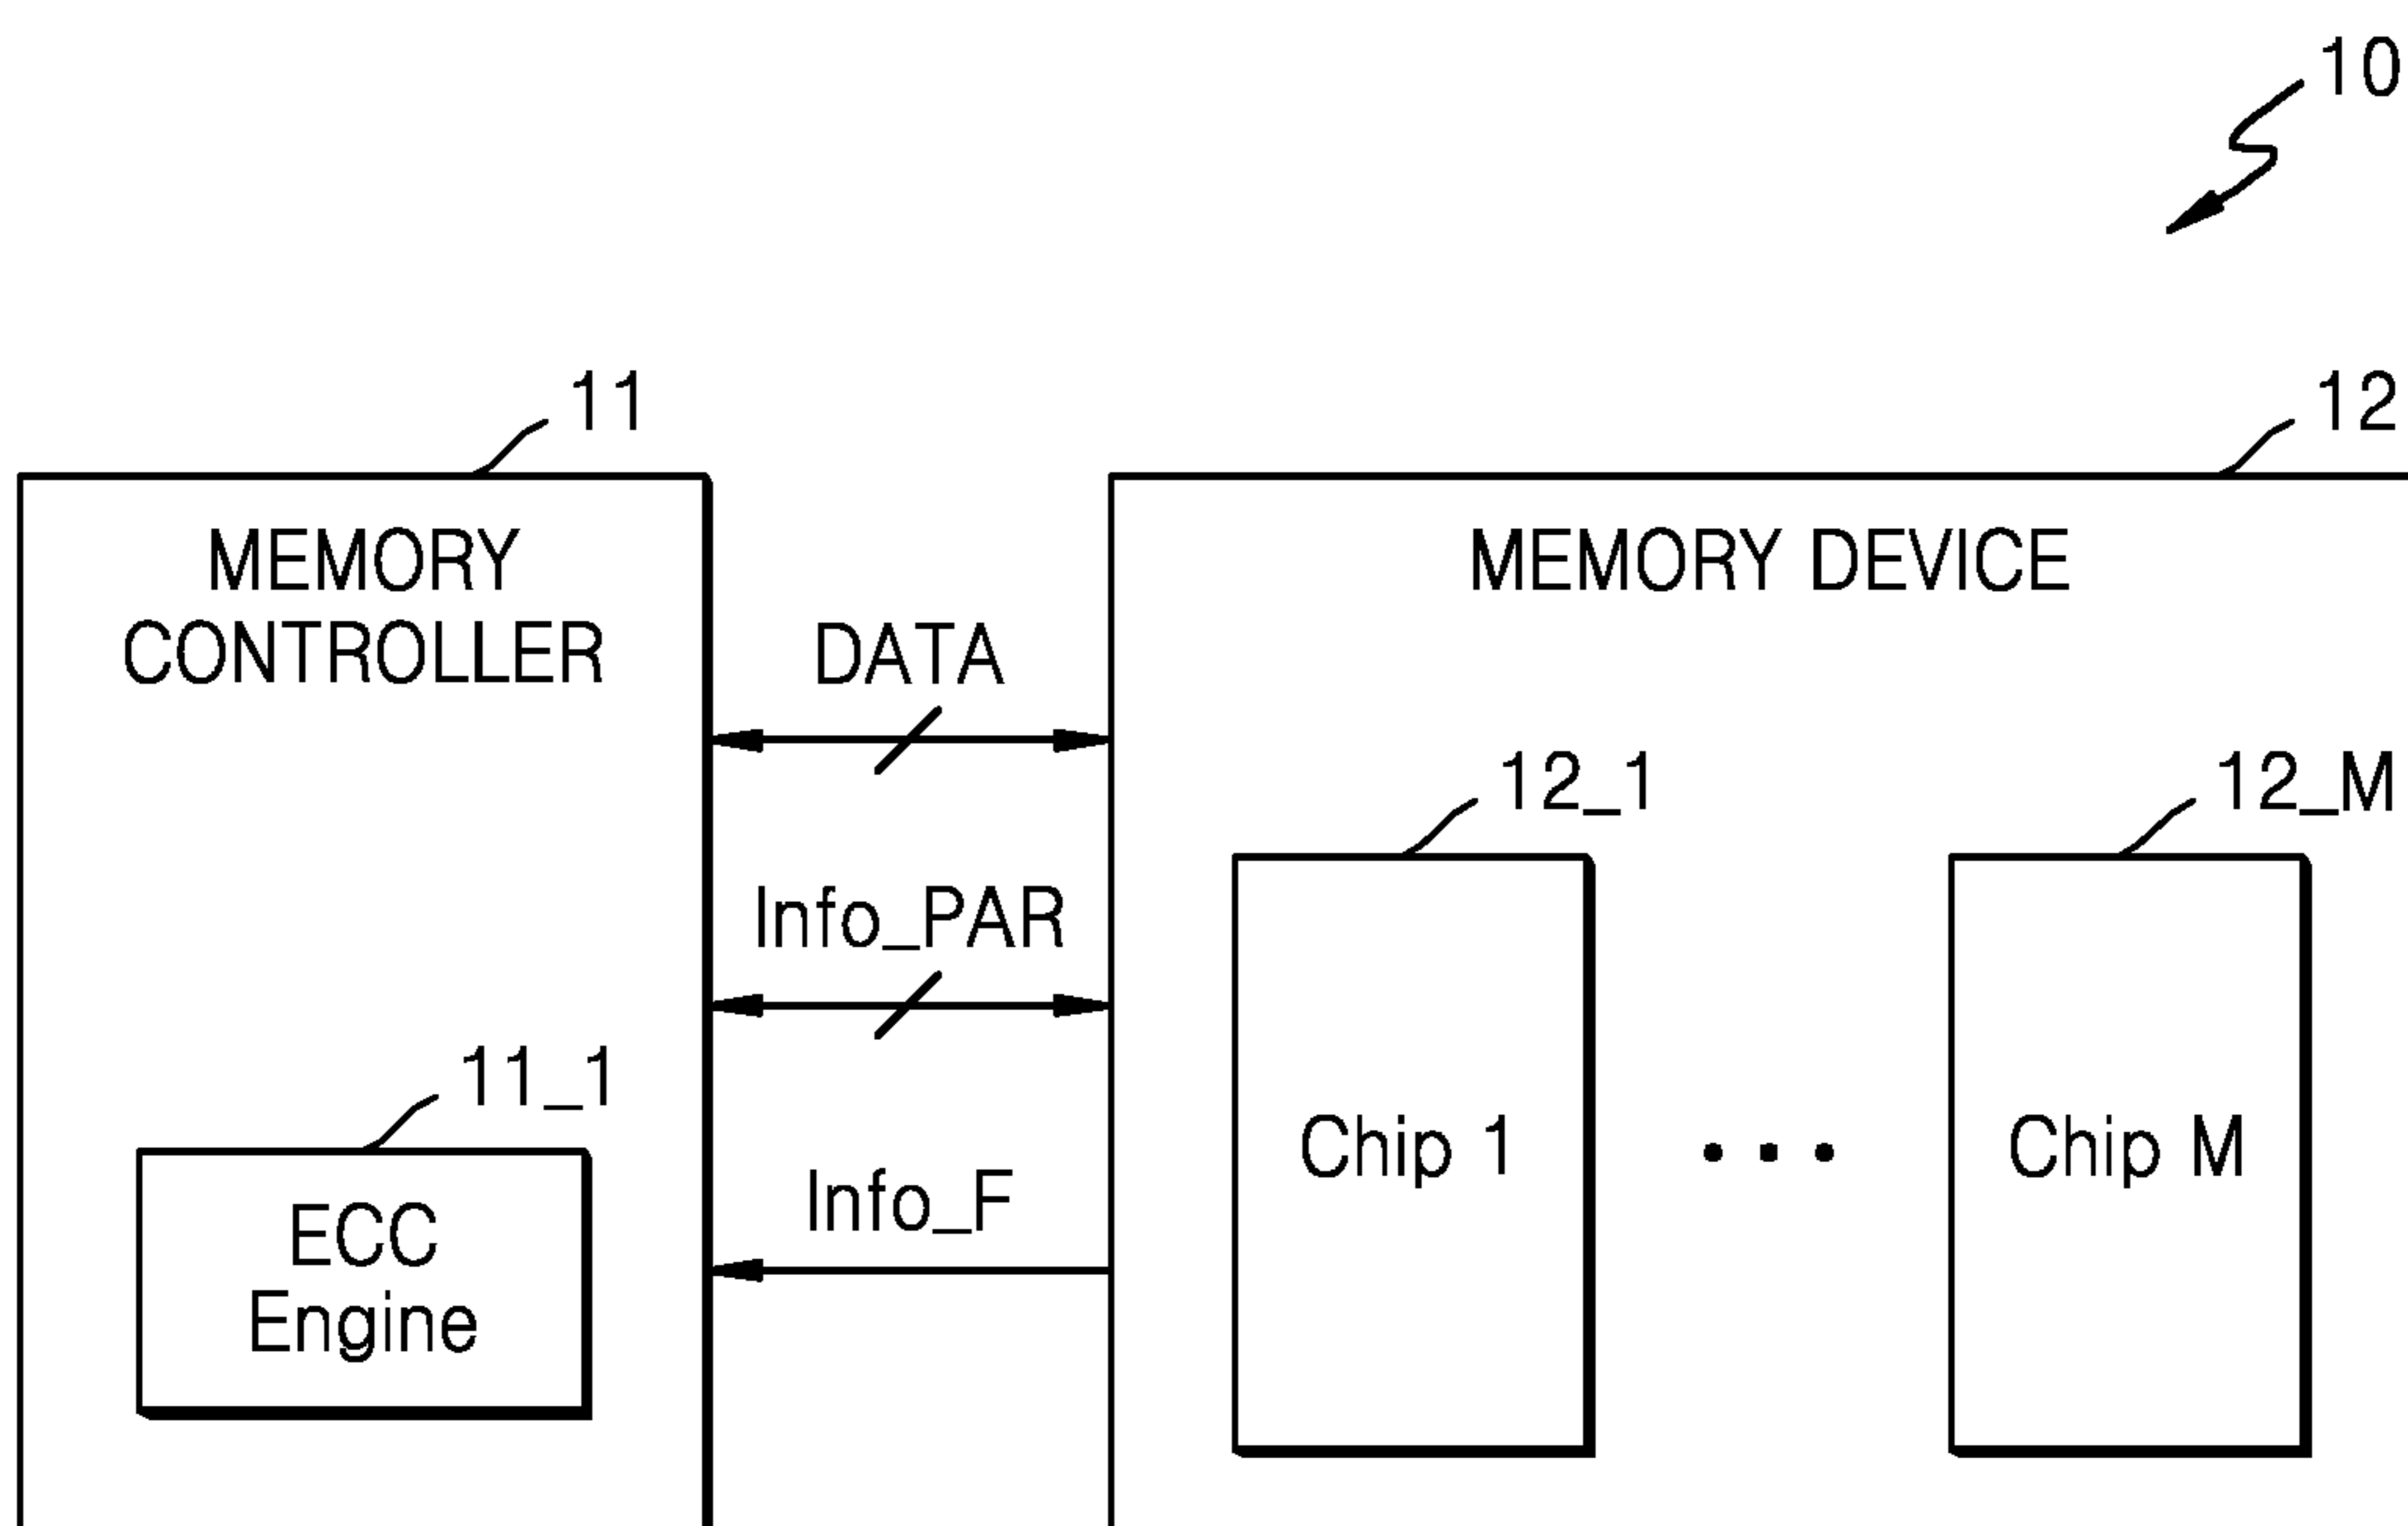 10
11
12
MEMORY
CONTROLLER
MEMORY DEVICE
DATA
12_1
12_M
Info_PAR
11_1
Chip 1
Chip M
Info_F
ECC
Engine